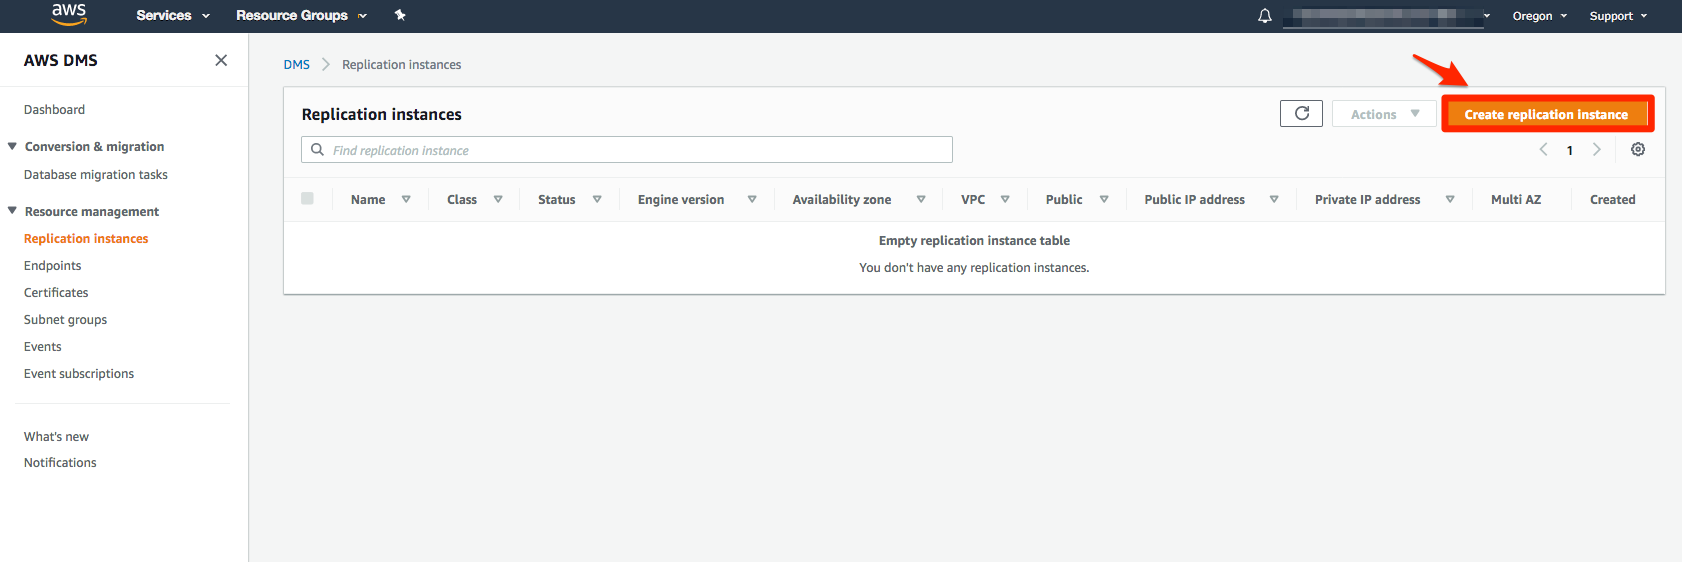 aws Services Resource Groups Oregon Support
AWS DMS
Dashboard
Conversion & migration
Database migration tasks
Resource management
Replication instances
Endpoints
Certificates
Subnet groups
Events
Event subscriptions
What's new
Notifications
DMS Replication instances
Replication instances
Actions Create replication instance
Find replication instance
1
Name Class Status Engine version Availability zone VPC Public Public IP address Private IP address Multi AZ Created
Empty replication instance table
You don't have any replication instances.